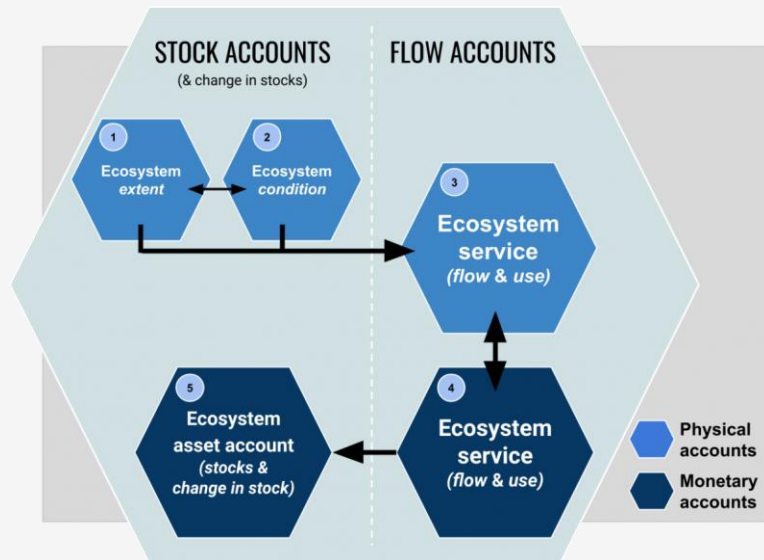 STOCK ACCOUNTS
(& change in stocks)
FLOW ACCOUNTS
1
Ecosystem
extent
2
Ecosystem
condition
3
Ecosystem
service
(flow & use)
5
Ecosystem
asset account
(stocks &
change in stock)
4
Ecosystem
service
(flow & use)
Physical
accounts
Monetary
accounts